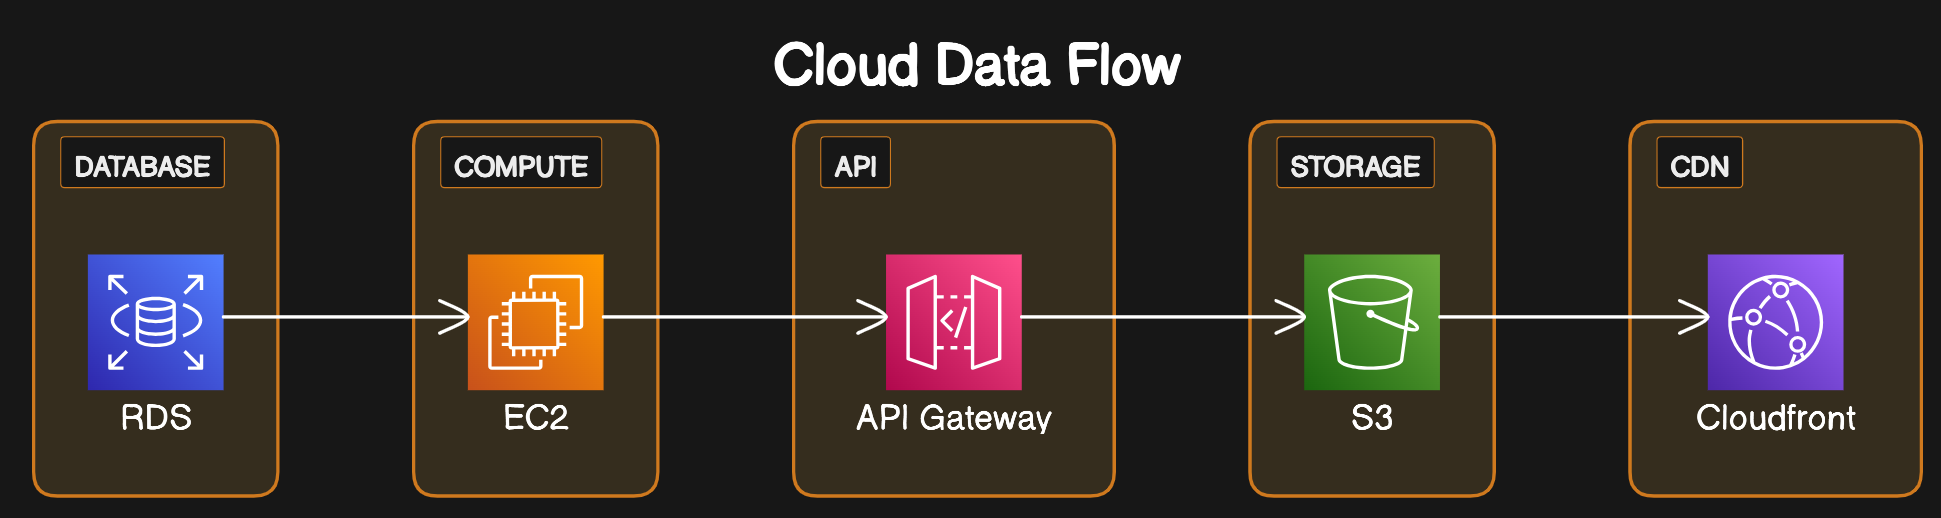 Cloud Data Flow
DATABASE
COMPUTE
API
STORAGE
CDN
</>
RDS
EC2
API Gateway
S3
Cloudfront